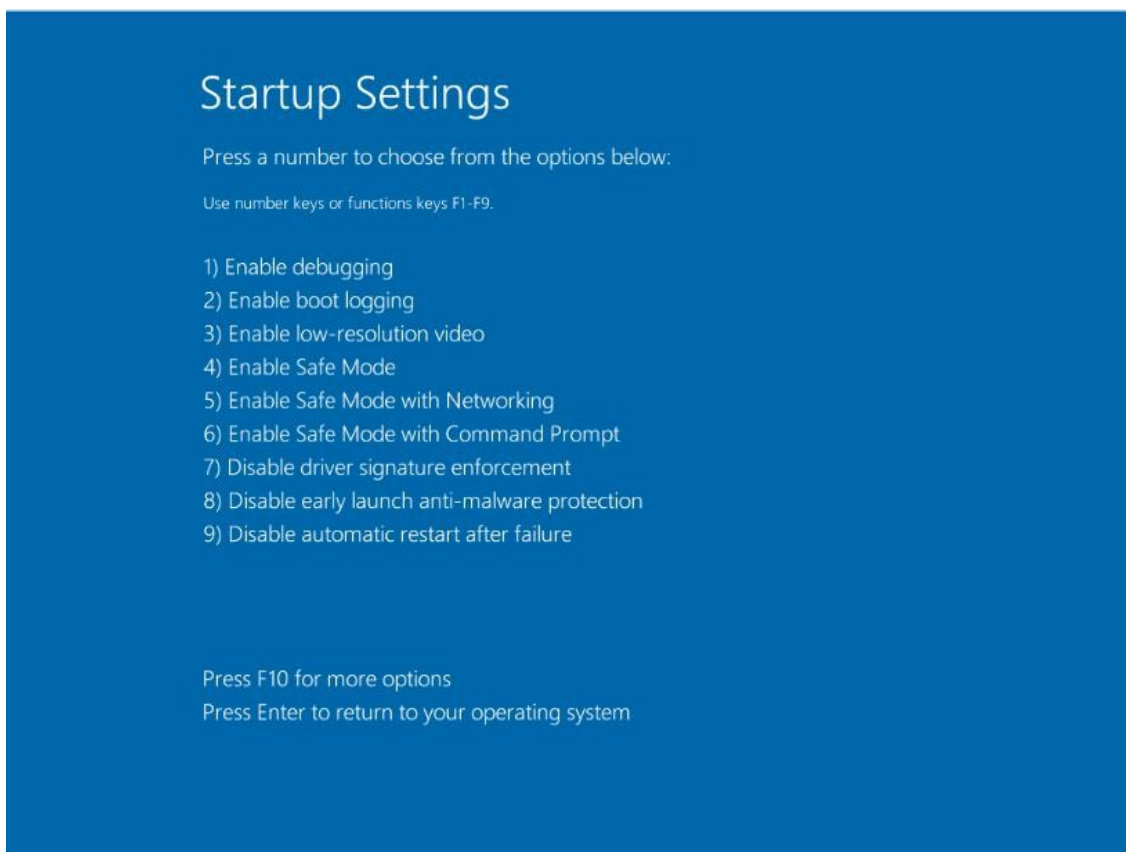 Startup Settings
Press a number to choose from the options below:
Use number keys or functions keys F1-F9.
1) Enable debugging
2) Enable boot logging
3) Enable low-resolution video
4) Enable Safe Mode
5) Enable Safe Mode with Networking
6) Enable Safe Mode with Command Prompt
7) Disable driver signature enforcement
8) Disable early launch anti-malware protection
9) Disable automatic restart after failure
Press F10 for more options
Press Enter to return to your operating system